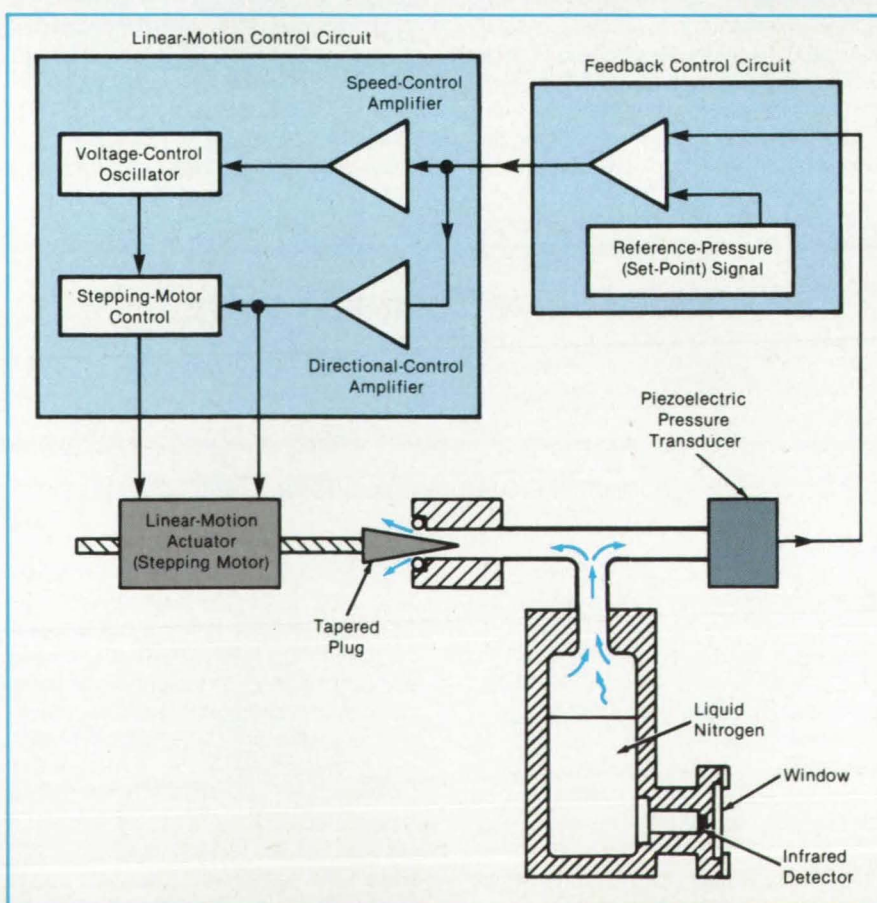 Linear-Motion Control Circuit
Speed-Control
Amplifier
Voltage-Control
Oscillator
Stepping-Motor
Control
Directional-Control
Amplifier
Feedback Control Circuit
Reference-Pressure
(Set-Point) Signal
Piezoelectric
Pressure
Transducer
Linear-Motion
Actuator
(Stepping Motor)
Tapered
Plug
Liquid
Nitrogen
Window
Infrared
Detector